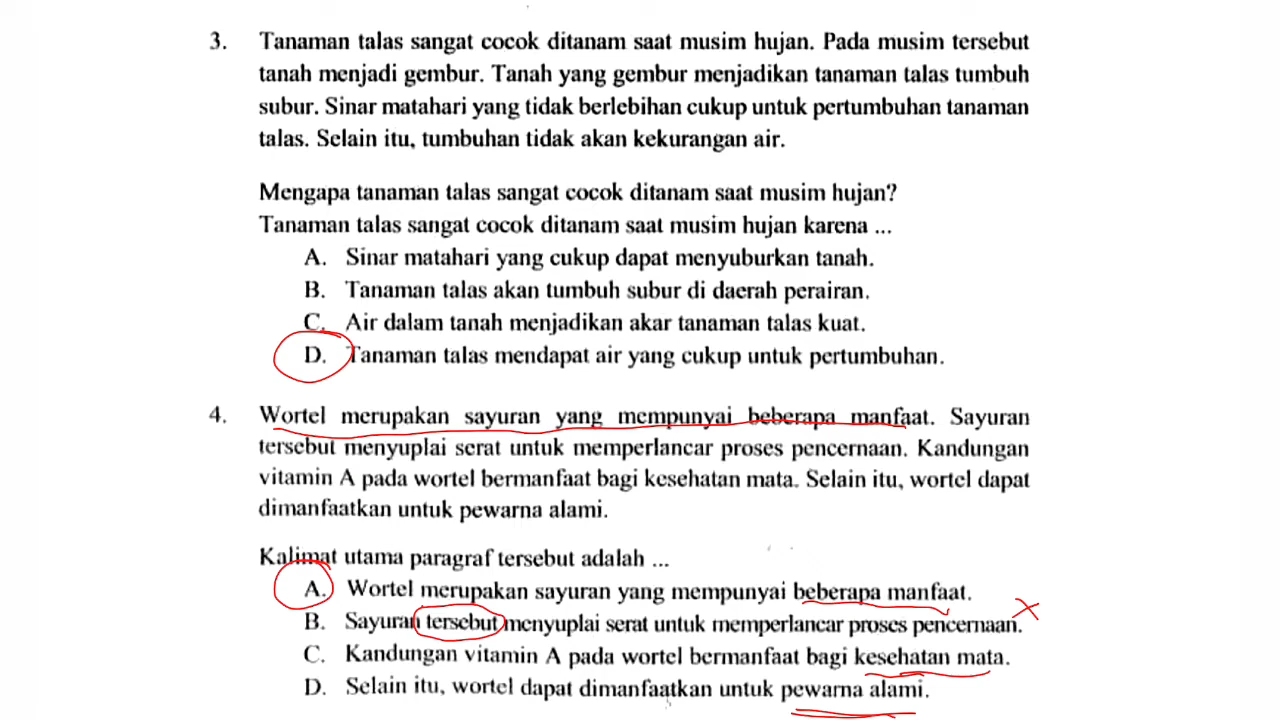 3. Tanaman talas sangat cocok ditanam saat musim hujan. Pada musim tersebut
tanah menjadi gembur. Tanah yang gembur menjadikan tanaman talas tumbuh
subur. Sinar matahari yang tidak berlebihan cukup untuk pertumbuhan tanaman
talas. Selain itu, tumbuhan tidak akan kekurangan air.
Mengapa tanaman talas sangat cocok ditanam saat musim hujan?
Tanaman talas sangat cocok ditanam saat musim hujan karena ...
A. Sinar matahari yang cukup dapat menyuburkan tanah.
B. Tanaman talas akan tumbuh subur di daerah perairan.
C. Air dalam tanah menjadikan akar tanaman talas kuat.
D. Tanaman talas mendapat air yang cukup untuk pertumbuhan.
4. Wortel merupakan sayuran yang mempunyai beberapa manfaat. Sayuran
tersebut menyuplai serat untuk memperlancar proses pencernaan. Kandungan
vitamin A pada wortel bermanfaat bagi kesehatan mata. Selain itu, wortel dapat
dimanfaatkan untuk pewarna alami.
Kalimat utama paragraf tersebut adalah ...
A. Wortel merupakan sayuran yang mempunyai beberapa manfaat.
B. Sayuran tersebut menyuplai serat untuk memperlancar proses pencernaan.
C. Kandungan vitamin A pada wortel bermanfaat bagi kesehatan mata.
D. Selain itu, wortel dapat dimanfaatkan untuk pewarna alami.